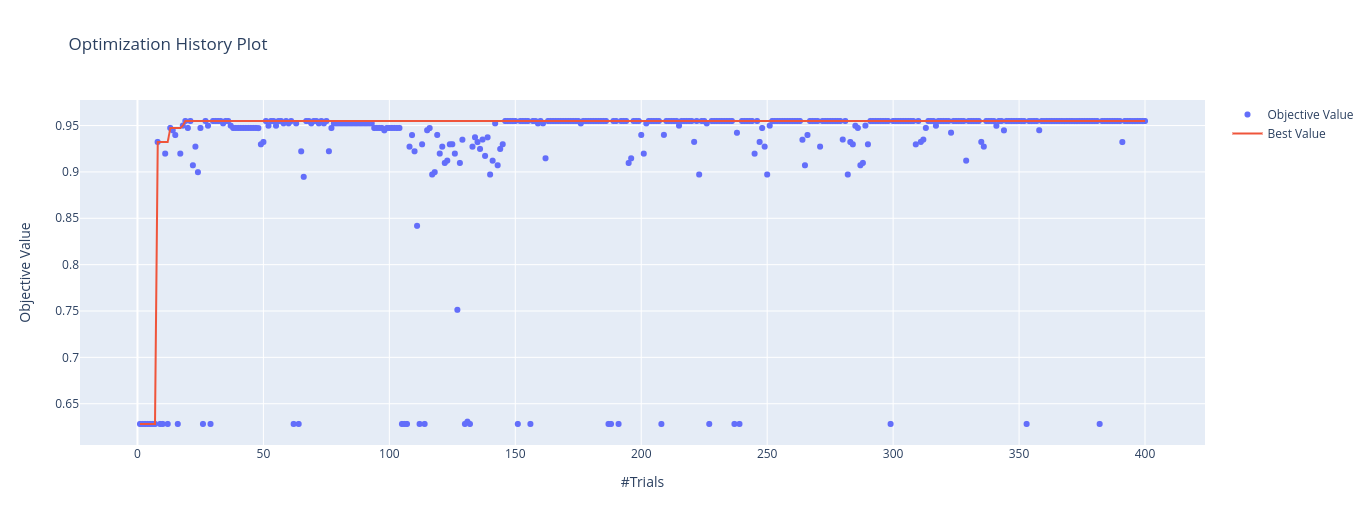 Optimization History Plot
Objective Value
Best Value
0.95
0.9
0.85
0.8
0.75
0.7
0.65
Objective Value
0 50 100 150 200 250 300 350 400
#Trials